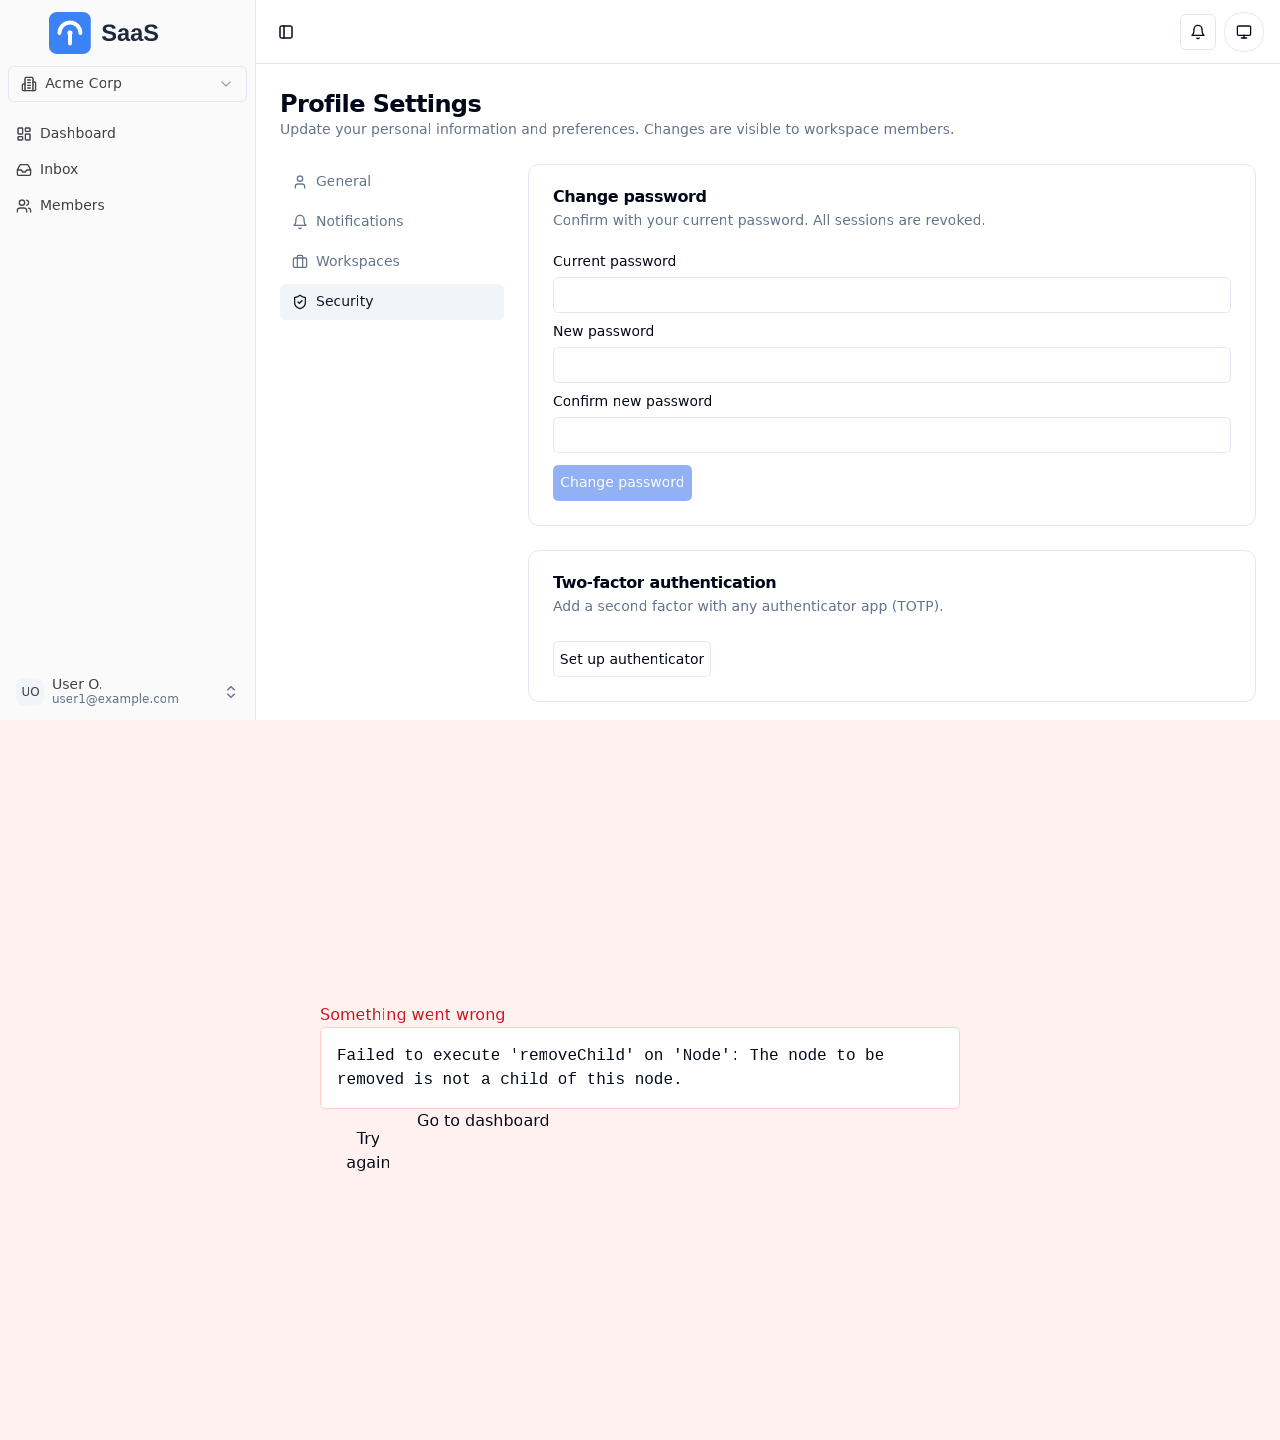 SaaS
Acme Corp
Dashboard
Inbox
Members
User O.
UO
user1@example.com
Profile Settings
Update your personal information and preferences. Changes are visible to workspace members.
General
Notifications
Workspaces
Security
Change password
Confirm with your current password. All sessions are revoked.
Current password
New password
Confirm new password
Change password
Two-factor authentication
Add a second factor with any authenticator app (TOTP).
Set up authenticator
Something went wrong
Failed to execute 'removeChild' on 'Node': The node to be
removed is not a child of this node.
Go to dashboard
Try
again